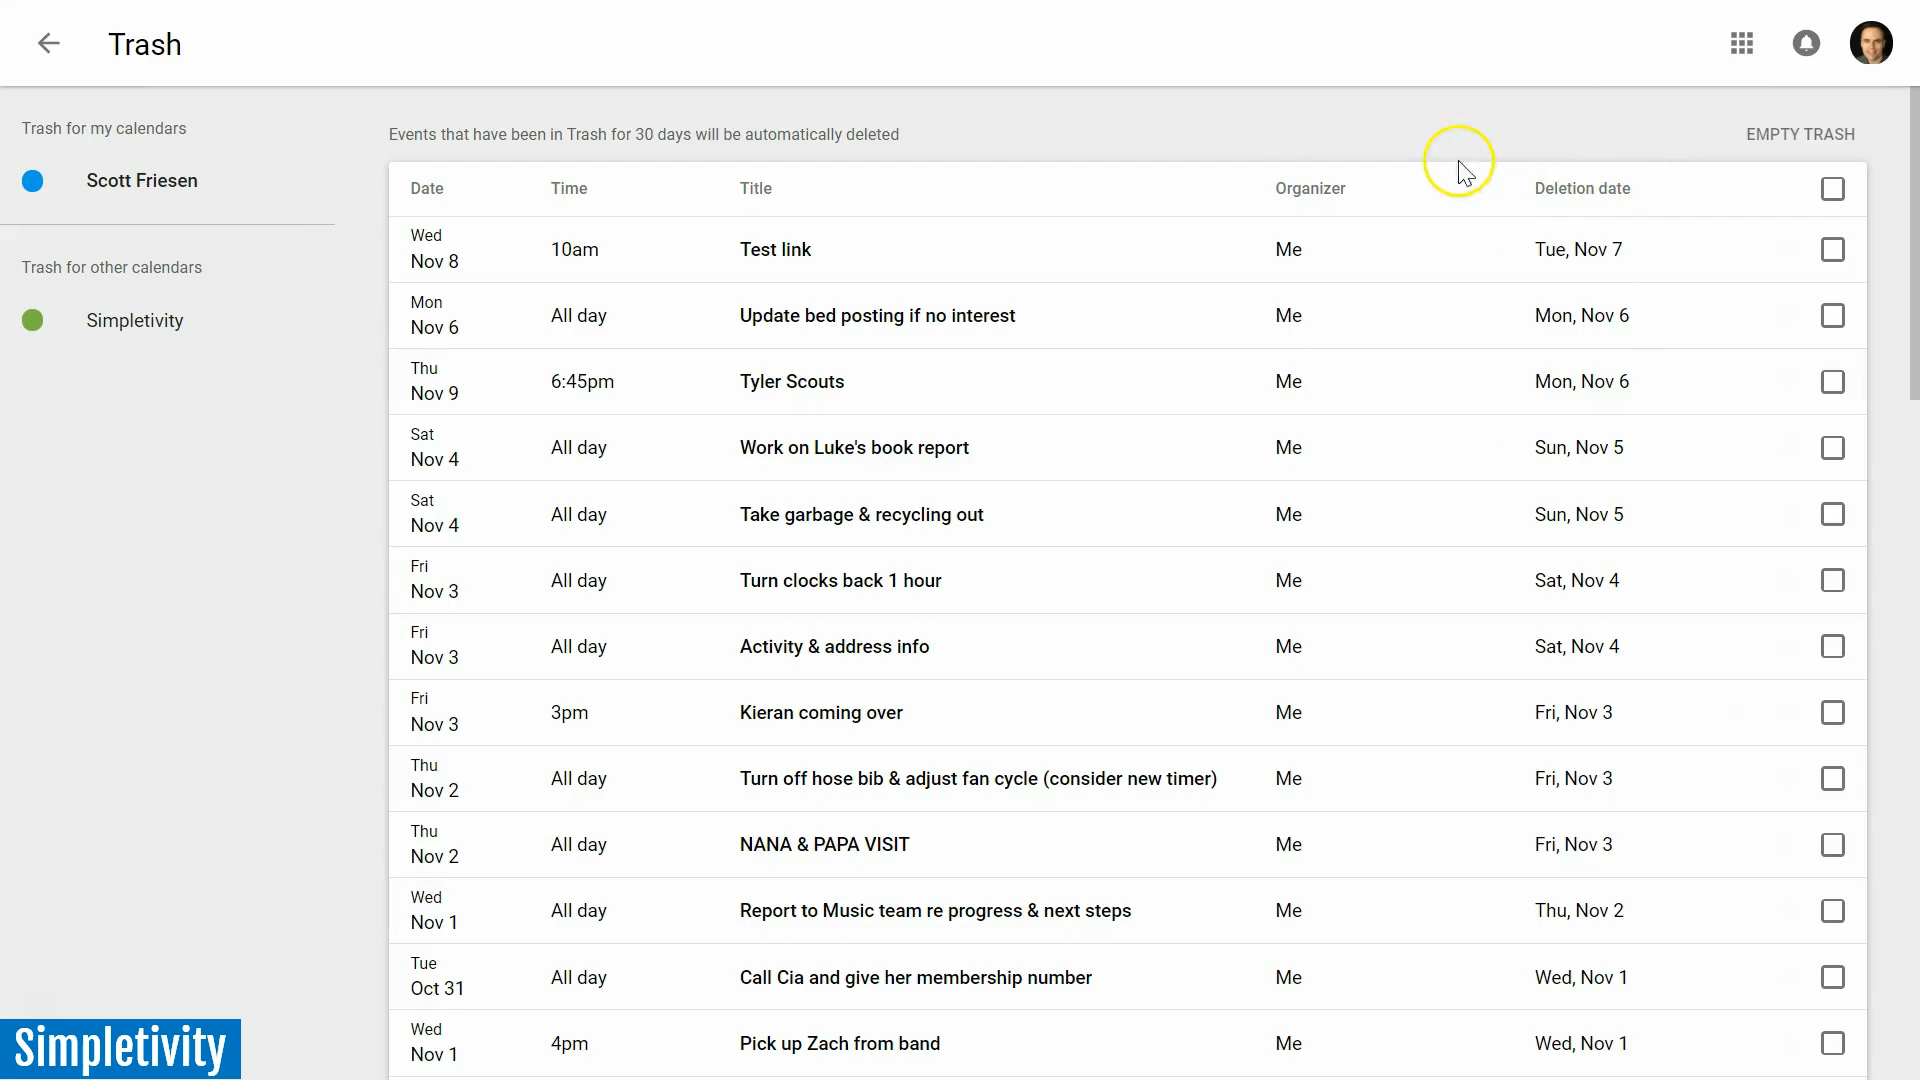 Trash
Trash for my calendars
Scott Friesen
Trash for other calendars
Simpletivity
Events that have been in Trash for 30 days will be automatically deleted
EMPTY TRASH
Date Time Title Organizer Deletion date
Wed
Nov 8 10am Test link Me Tue, Nov 7
Mon
Nov 6 All day Update bed posting if no interest Me Mon, Nov 6
Thu
Nov 9 6:45pm Tyler Scouts Me Mon, Nov 6
Sat
Nov 4 All day Work on Luke's book report Me Sun, Nov 5
Sat
Nov 4 All day Take garbage & recycling out Me Sun, Nov 5
Fri
Nov 3 All day Turn clocks back 1 hour Me Sat, Nov 4
Fri
Nov 3 All day Activity & address info Me Sat, Nov 4
Fri
Nov 3 3pm Kieran coming over Me Fri, Nov 3
Thu
Nov 2 All day Turn off hose bib & adjust fan cycle (consider new timer) Me Fri, Nov 3
Thu
Nov 2 All day NANA & PAPA VISIT Me Fri, Nov 3
Wed
Nov 1 All day Report to Music team re progress & next steps Me Thu, Nov 2
Tue
Oct 31 All day Call Cia and give her membership number Me Wed, Nov 1
Wed
Nov 1 4pm Pick up Zach from band Me Wed, Nov 1
Simpletivity